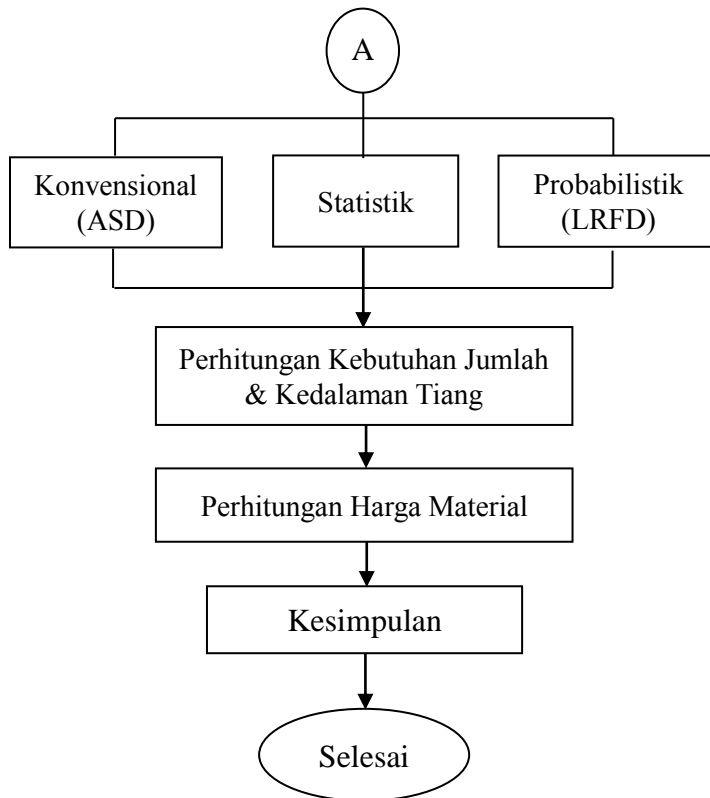 A
Konvensional
(ASD)
Statistik
Probabilistik
(LRFD)
Perhitungan Kebutuhan Jumlah
& Kedalaman Tiang
Perhitungan Harga Material
Kesimpulan
Selesai